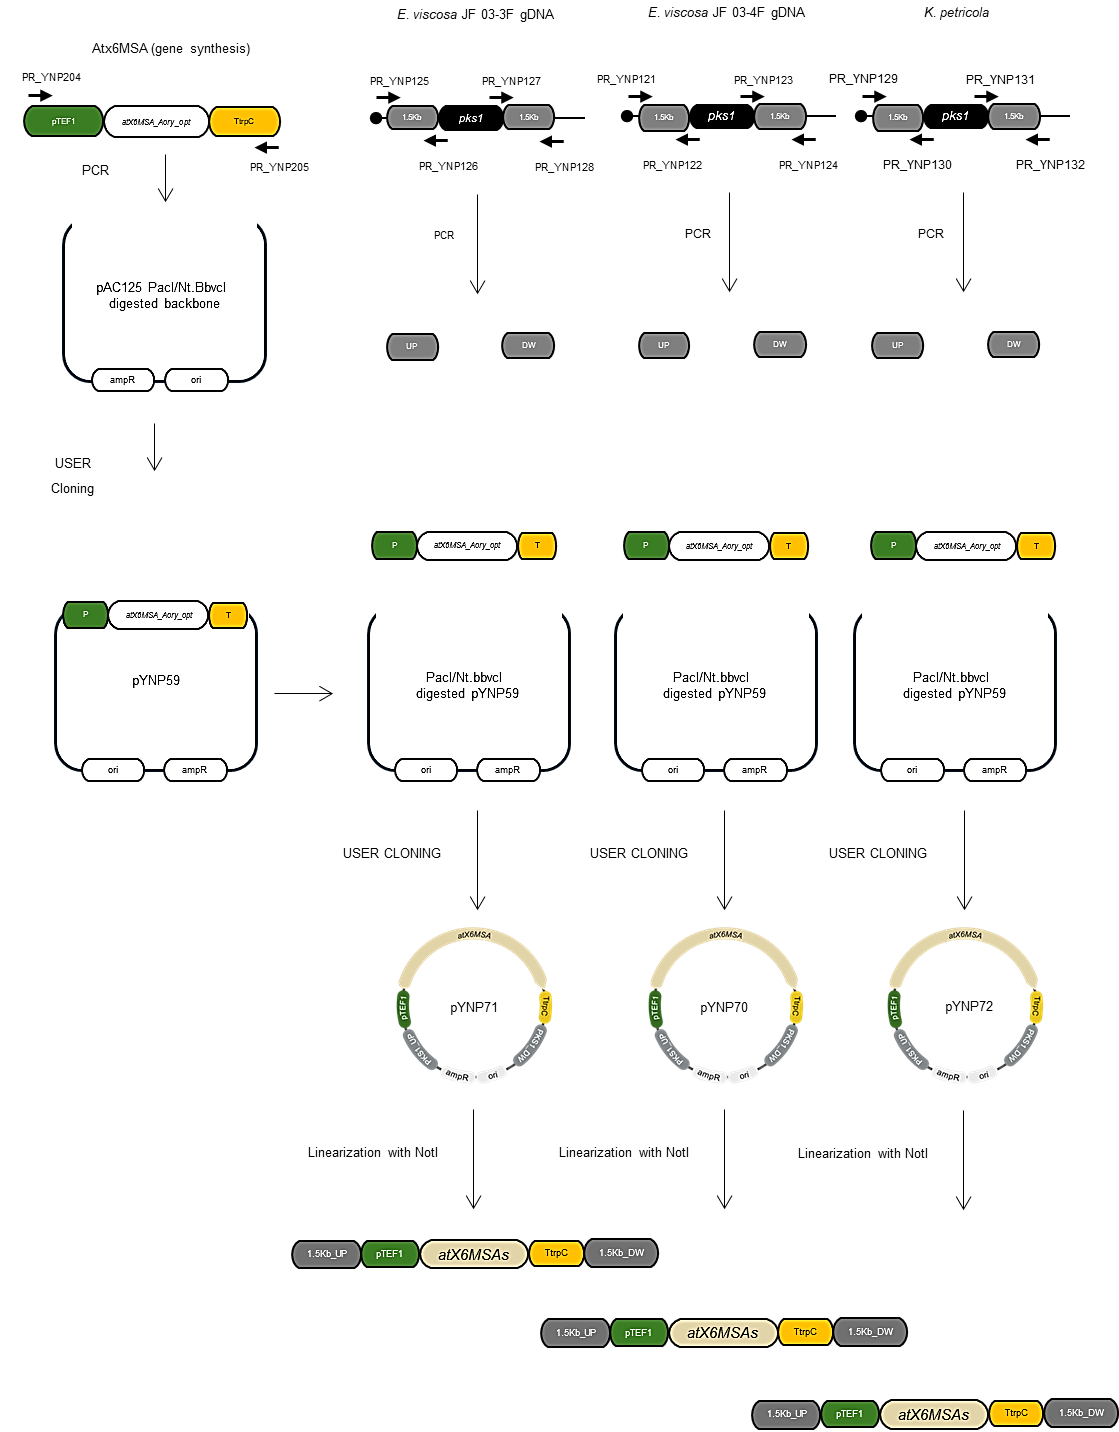 E. viscosa JF 03-3F gDNA
E. viscosa JF 03-4F gDNA
K. petricola
Atx6MSA (gene synthesis)
PR_YNP204
pTEF1
atX6MSA_Aory_opt
TtrpC
PR_YNP205
PCR
PR_YNP125
PR_YNP127
1.5Kb
pks1
1.5Kb
PR_YNP126
PR_YNP128
PCR
PR_YNP121
PR_YNP123
1.5Kb
pks1
1.5Kb
PR_YNP122
PR_YNP124
PCR
PR_YNP129
PR_YNP131
1.5Kb
pks1
1.5Kb
PR_YNP130
PR_YNP132
PCR
pAC125 PacI/Nt.BbvcI
digested backbone
ampR
ori
UP
DW
UP
DW
UP
DW
USER
Cloning
P
atX6MSA_Aory_opt
T
P
atX6MSA_Aory_opt
T
P
atX6MSA_Aory_opt
T
P
atX6MSA_Aory_opt
T
pYNP59
ori
ampR
PacI/Nt.bbvcI
digested pYNP59
ori
ampR
PacI/Nt.bbvcI
digested pYNP59
ori
ampR
PacI/Nt.bbvcI
digested pYNP59
ori
ampR
USER CLONING
USER CLONING
USER CLONING
atX6MSA
pTEF1
TtrpC
pYNP71
PKS1_UP
PKS1_DW
ampR
ori
atX6MSA
pTEF1
TtrpC
pYNP70
PKS1_UP
PKS1_DW
ampR
ori
atX6MSA
pTEF1
TtrpC
pYNP72
PKS1_UP
PKS1_DW
ampR
ori
Linearization with NotI
Linearization with NotI
Linearization with NotI
1.5Kb_UP
pTEF1
atX6MSAs
TtrpC
1.5Kb_DW
1.5Kb_UP
pTEF1
atX6MSAs
TtrpC
1.5Kb_DW
1.5Kb_UP
pTEF1
atX6MSAs
TtrpC
1.5Kb_DW